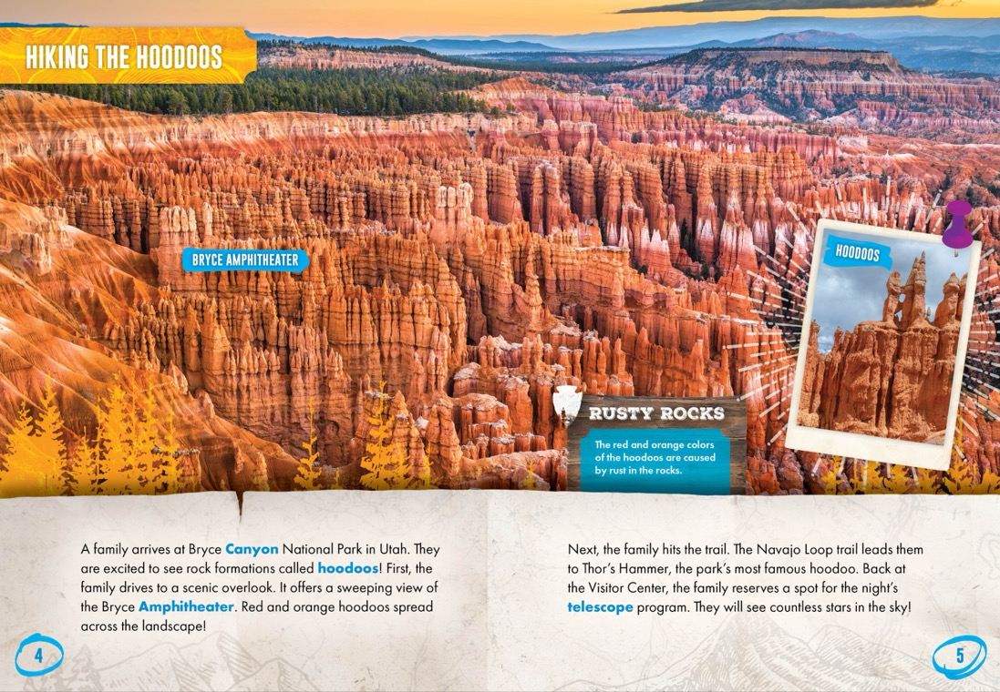 HIKING THE HOODOOS
BRYCE AMPHITHEATER
HOODOOS
RUSTY ROCKS
The red and orange colors
of the hoodoos are caused
by rust in the rocks.
A family arrives at Bryce Canyon National Park in Utah. They
are excited to see rock formations called hoodoos! First, the
family drives to a scenic overlook. It offers a sweeping view of
the Bryce Amphitheater. Red and orange hoodoos spread
across the landscape!
4
Next, the family hits the trail. The Navajo Loop trail leads them
to Thor’s Hammer, the park’s most famous hoodoo. Back at
the Visitor Center, the family reserves a spot for the night’s
telescope program. They will see countless stars in the sky!
5